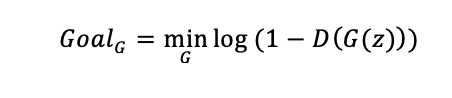 Goal_G = min_G log (1 − D(G(z)))